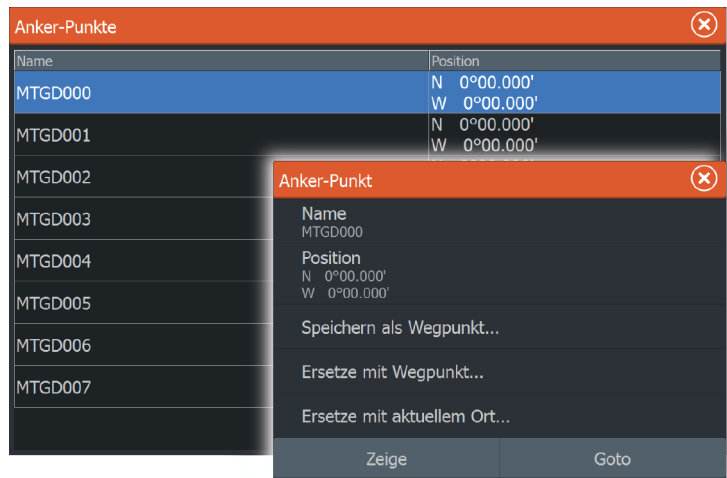 Anker-Punkte
Name Position
MTGD000 N 0°00.000'
W 0°00.000'
MTGD001 N 0°00.000'
W 0°00.000'
MTGD002
MTGD003
MTGD004
MTGD005
MTGD006
MTGD007
Anker-Punkt
Name
MTGD000
Position
N 0°00.000'
W 0°00.000'
Speichern als Wegpunkt...
Ersetze mit Wegpunkt...
Ersetze mit aktuellem Ort...
Zeige Goto